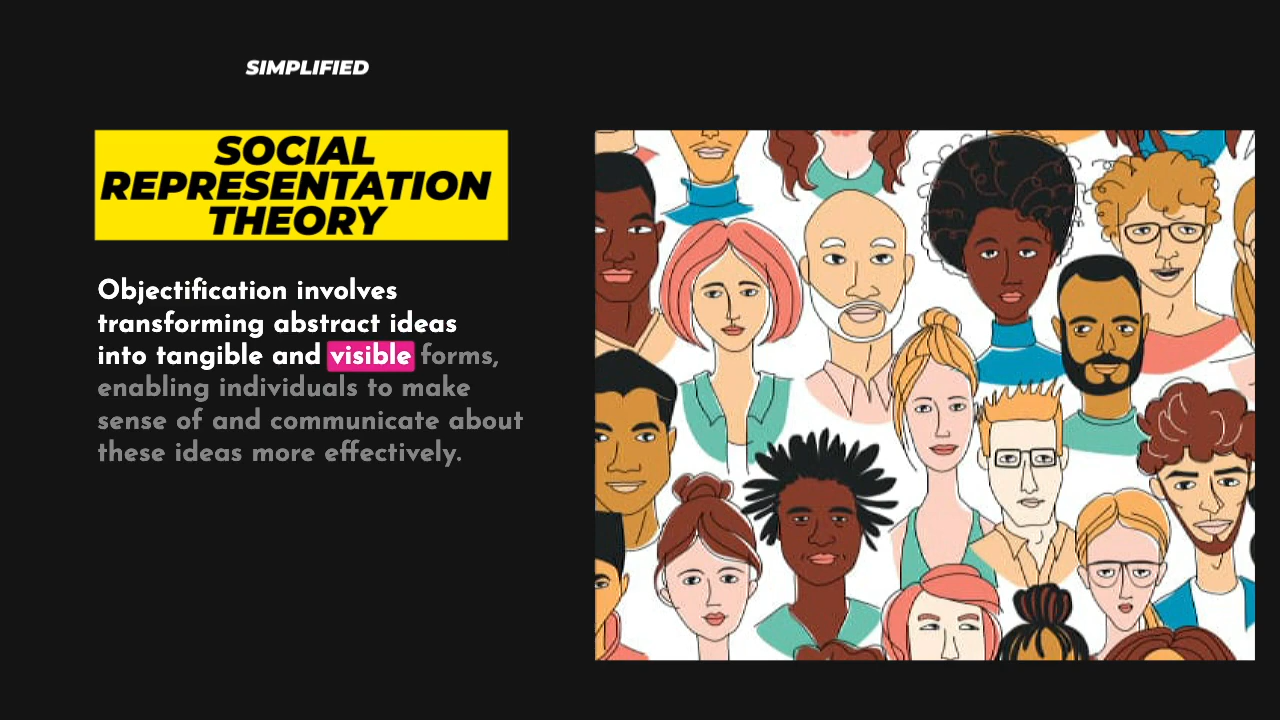 SIMPLIFIED
SOCIAL
REPRESENTATION
THEORY
Objectification involves
transforming abstract ideas
into tangible and visible forms,
enabling individuals to make
sense of and communicate about
these ideas more effectively.